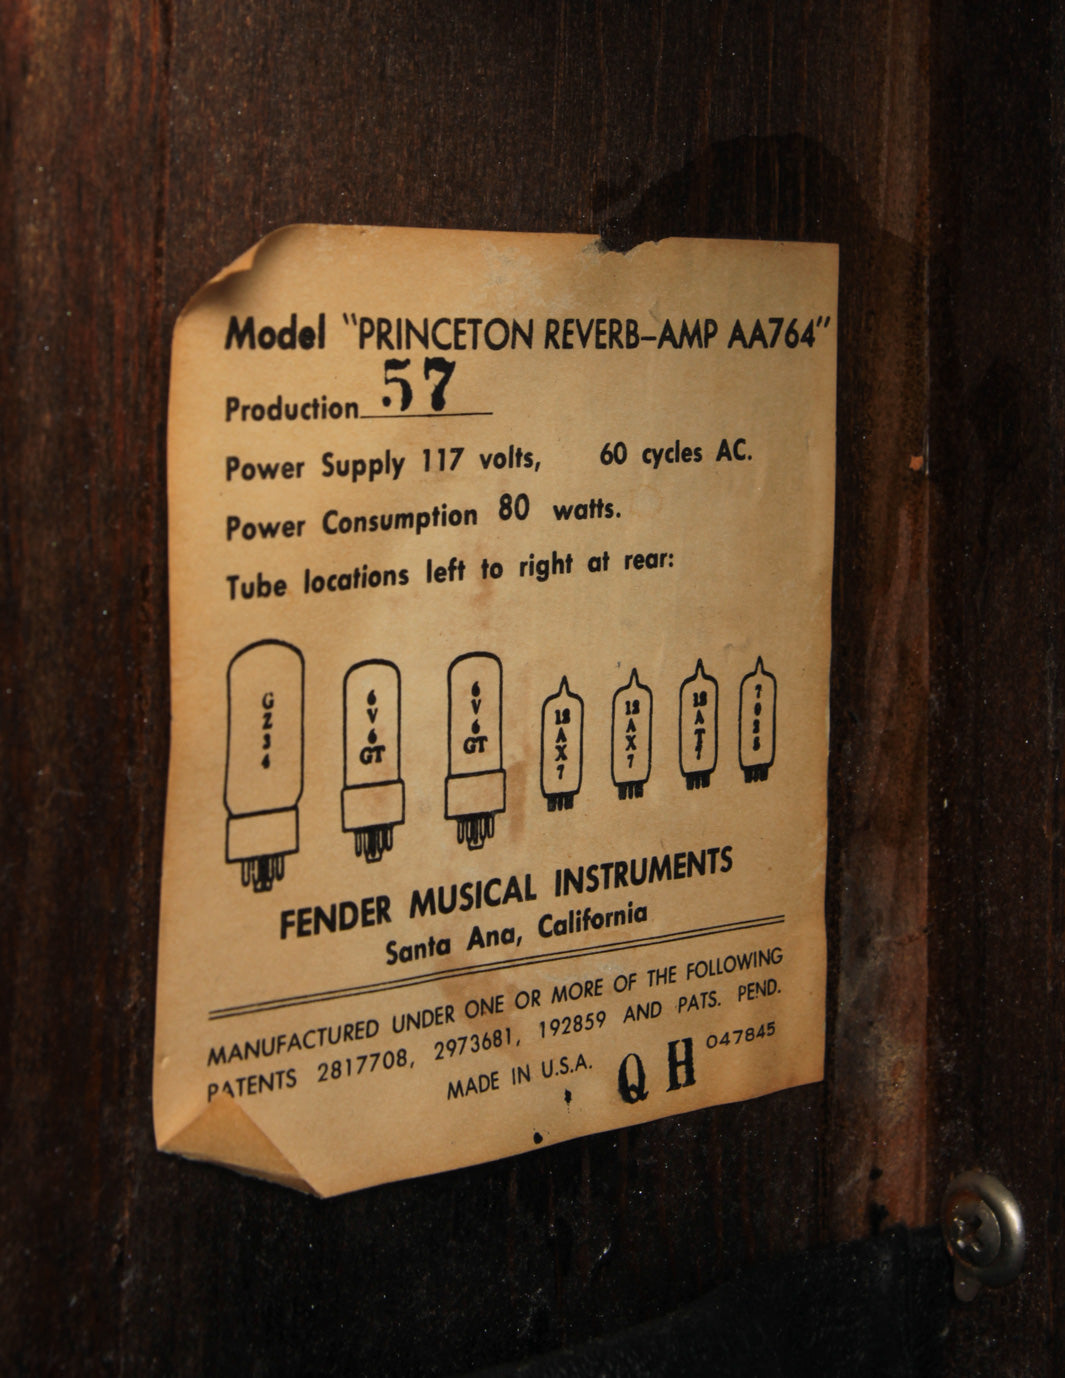 Model "PRINCETON REVERB-AMP AA764"
Production 57
Power Supply 117 volts, 60 cycles AC.
Power Consumption 80 watts.
Tube locations left to right at rear:
GZ34 6V6GT 6V6GT 12AX7 12AX7 12AT7 7025
FENDER MUSICAL INSTRUMENTS
Santa Ana, California
MANUFACTURED UNDER ONE OR MORE OF THE FOLLOWING
PATENTS 2817708, 2973681, 192859 AND PATS. PEND.
MADE IN U.S.A. QH 047845